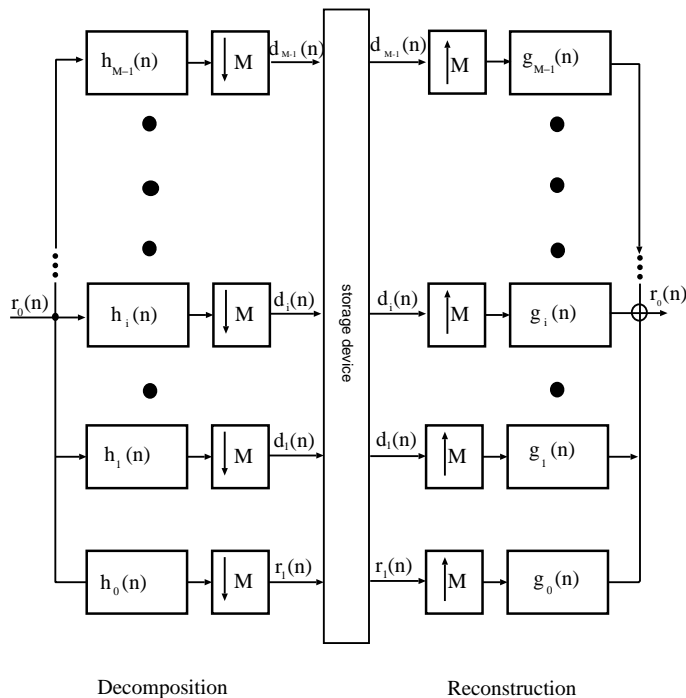 h_{M-1}(n) M d_{M-1}(n) d_{M-1}(n) M g_{M-1}(n)
r_0(n) h_i(n) M d_i(n) d_i(n) M g_i(n) r_0(n)
storage device
h_1(n) M d_1(n) d_1(n) M g_1(n)
h_0(n) M r_1(n) r_1(n) M g_0(n)
Decomposition Reconstruction